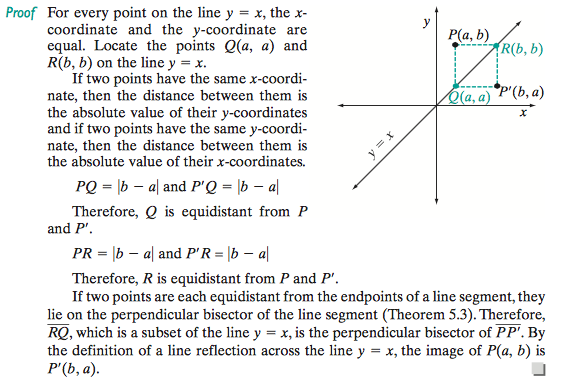 Proof For every point on the line y = x, the x-
coordinate and the y-coordinate are
equal. Locate the points Q(a, a) and
R(b, b) on the line y = x.
If two points have the same x-coordi-
nate, then the distance between them is
the absolute value of their y-coordinates
and if two points have the same y-coordi-
nate, then the distance between them is
the absolute value of their x-coordinates.
PQ = |b − a| and P′Q = |b − a|
Therefore, Q is equidistant from P
and P′.
PR = |b − a| and P′R = |b − a|
Therefore, R is equidistant from P and P′.
If two points are each equidistant from the endpoints of a line segment, they
lie on the perpendicular bisector of the line segment (Theorem 5.3). Therefore,
R̅Q̅, which is a subset of the line y = x, is the perpendicular bisector of P̅P̅′̅. By
the definition of a line reflection across the line y = x, the image of P(a, b) is
P′(b, a).
y
P(a, b)
R(b, b)
Q(a, a)
P′(b, a)
x
y = x